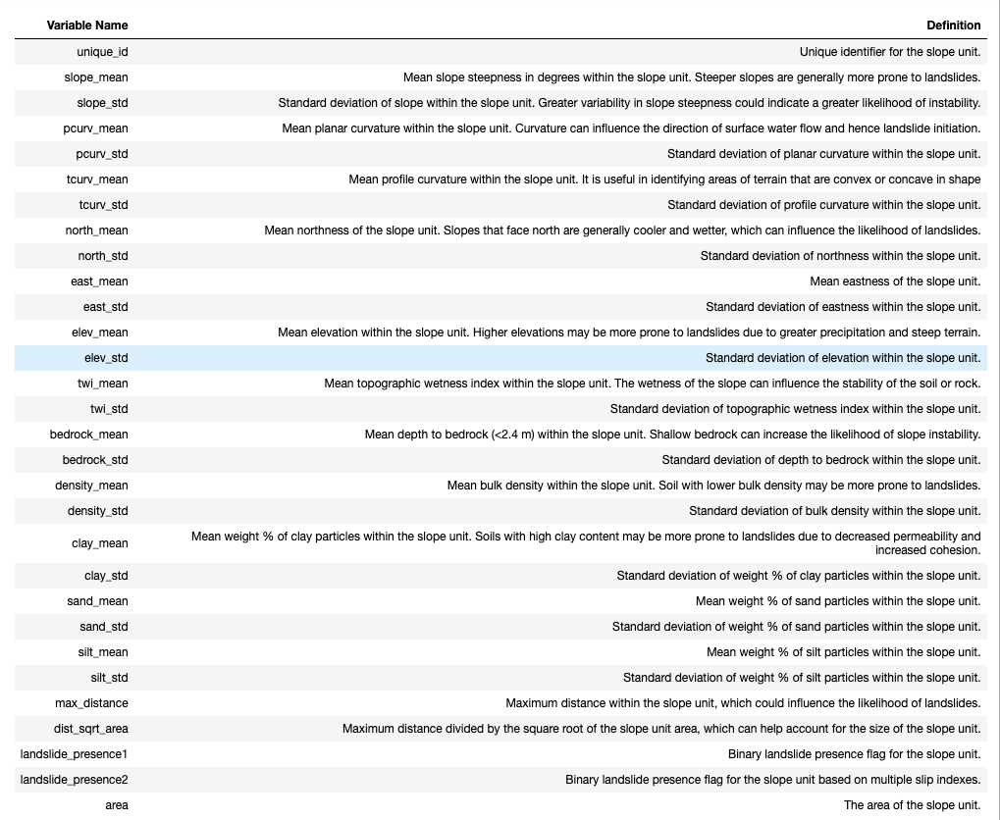 Variable Name Definition
unique_id Unique identifier for the slope unit.
slope_mean Mean slope steepness in degrees within the slope unit. Steeper slopes are generally more prone to landslides.
slope_std Standard deviation of slope within the slope unit. Greater variability in slope steepness could indicate a greater likelihood of instability.
pcurv_mean Mean planar curvature within the slope unit. Curvature can influence the direction of surface water flow and hence landslide initiation.
pcurv_std Standard deviation of planar curvature within the slope unit.
tcurv_mean Mean profile curvature within the slope unit. It is useful in identifying areas of terrain that are convex or concave in shape
tcurv_std Standard deviation of profile curvature within the slope unit.
north_mean Mean northness of the slope unit. Slopes that face north are generally cooler and wetter, which can influence the likelihood of landslides.
north_std Standard deviation of northness within the slope unit.
east_mean Mean eastness of the slope unit.
east_std Standard deviation of eastness within the slope unit.
elev_mean Mean elevation within the slope unit. Higher elevations may be more prone to landslides due to greater precipitation and steep terrain.
elev_std Standard deviation of elevation within the slope unit.
twi_mean Mean topographic wetness index within the slope unit. The wetness of the slope can influence the stability of the soil or rock.
twi_std Standard deviation of topographic wetness index within the slope unit.
bedrock_mean Mean depth to bedrock (<2.4 m) within the slope unit. Shallow bedrock can increase the likelihood of slope instability.
bedrock_std Standard deviation of depth to bedrock within the slope unit.
density_mean Mean bulk density within the slope unit. Soil with lower bulk density may be more prone to landslides.
density_std Standard deviation of bulk density within the slope unit.
clay_mean Mean weight % of clay particles within the slope unit. Soils with high clay content may be more prone to landslides due to decreased permeability and
increased cohesion.
clay_std Standard deviation of weight % of clay particles within the slope unit.
sand_mean Mean weight % of sand particles within the slope unit.
sand_std Standard deviation of weight % of sand particles within the slope unit.
silt_mean Mean weight % of silt particles within the slope unit.
silt_std Standard deviation of weight % of silt particles within the slope unit.
max_distance Maximum distance within the slope unit, which could influence the likelihood of landslides.
dist_sqrt_area Maximum distance divided by the square root of the slope unit area, which can help account for the size of the slope unit.
landslide_presence1 Binary landslide presence flag for the slope unit.
landslide_presence2 Binary landslide presence flag for the slope unit based on multiple slip indexes.
area The area of the slope unit.